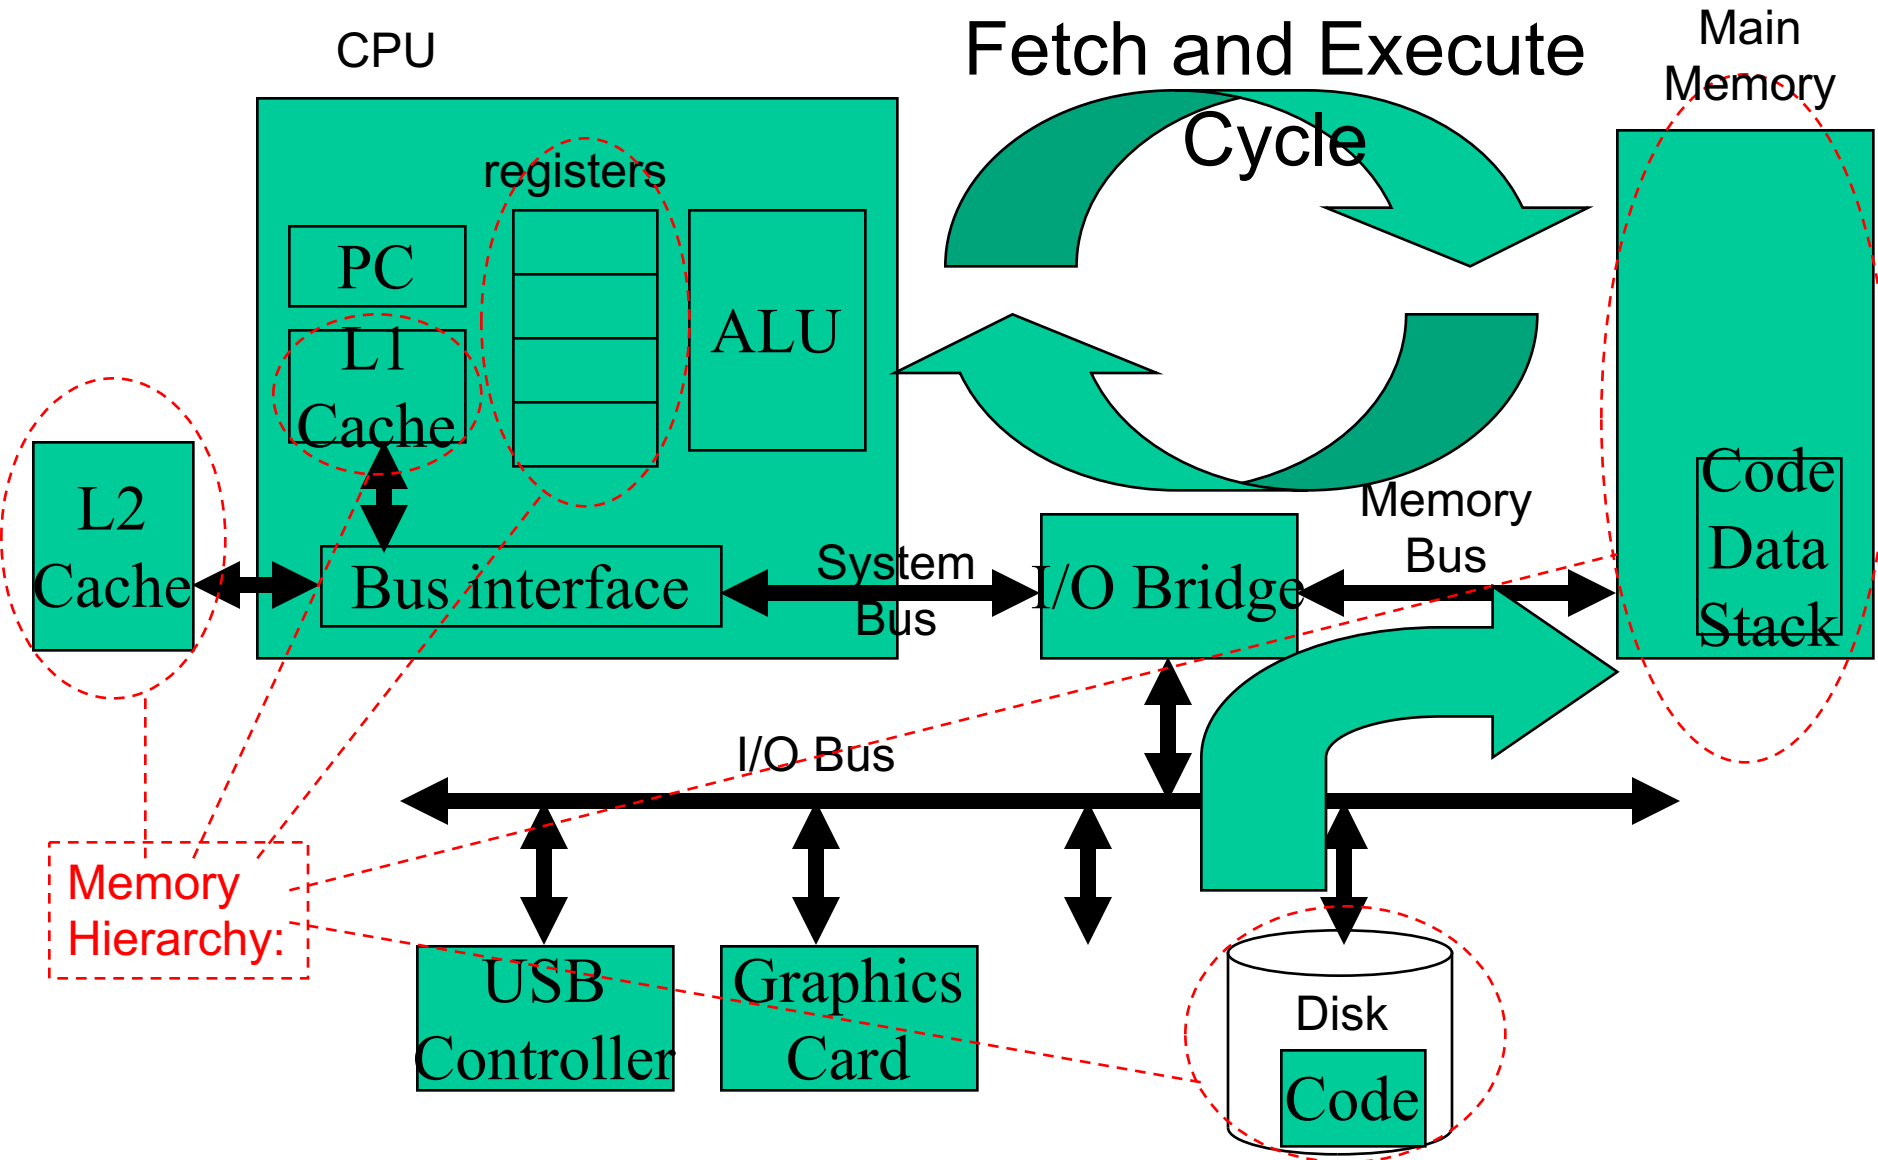 CPU
Fetch and Execute
Cycle
Main
Memory
registers
PC
L1
Cache
ALU
L2
Cache
Bus interface
System
Bus
I/O Bridge
Memory
Bus
Code
Data
Stack
I/O Bus
Memory
Hierarchy:
USB
Controller
Graphics
Card
Disk
Code